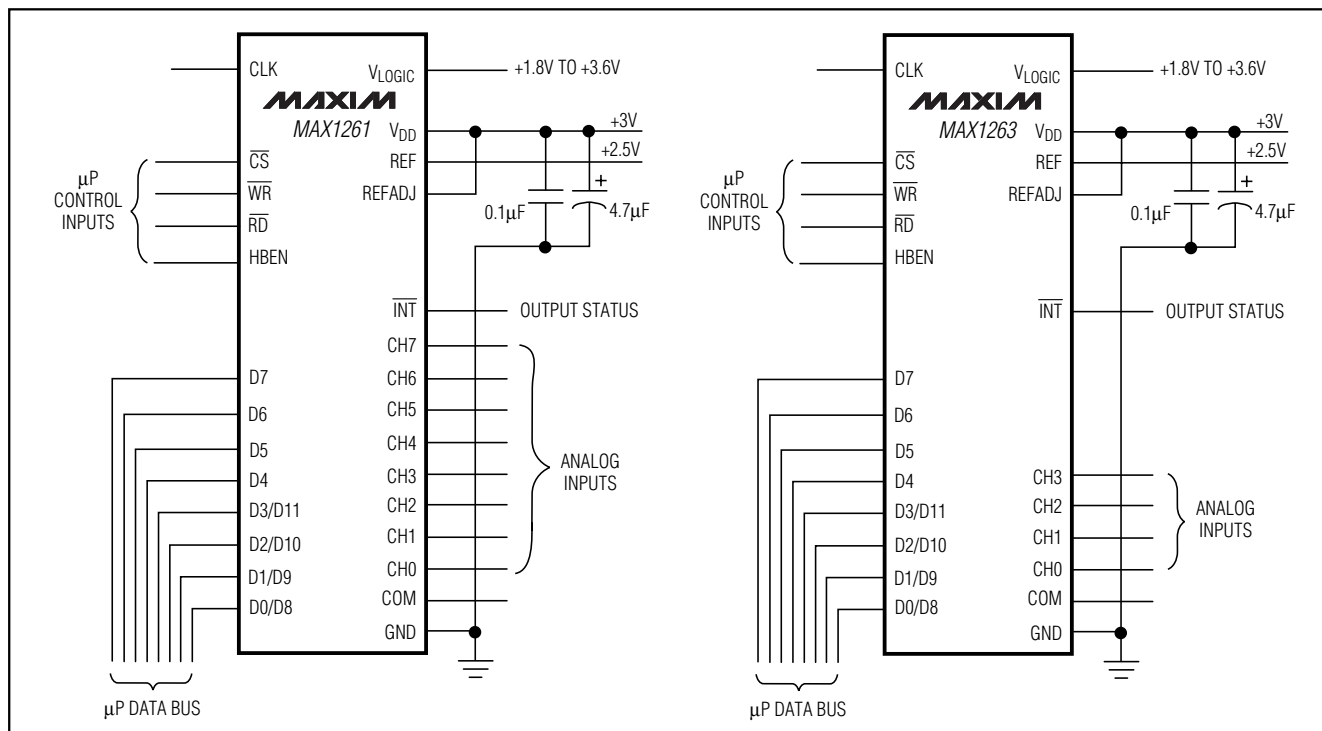 CLK
VLOGIC
+1.8V TO +3.6V
MAXIM
MAX1261
VDD
+3V
REF
+2.5V
REFADJ
0.1µF
+
4.7µF
µP
CONTROL
INPUTS
CS
WR
RD
HBEN
INT
OUTPUT STATUS
CH7
CH6
CH5
CH4
CH3
CH2
CH1
CH0
COM
GND
ANALOG
INPUTS
D7
D6
D5
D4
D3/D11
D2/D10
D1/D9
D0/D8
µP DATA BUS
CLK
VLOGIC
+1.8V TO +3.6V
MAXIM
MAX1263
VDD
+3V
REF
+2.5V
REFADJ
0.1µF
+
4.7µF
µP
CONTROL
INPUTS
CS
WR
RD
HBEN
INT
OUTPUT STATUS
CH3
CH2
CH1
CH0
COM
GND
ANALOG
INPUTS
D7
D6
D5
D4
D3/D11
D2/D10
D1/D9
D0/D8
µP DATA BUS